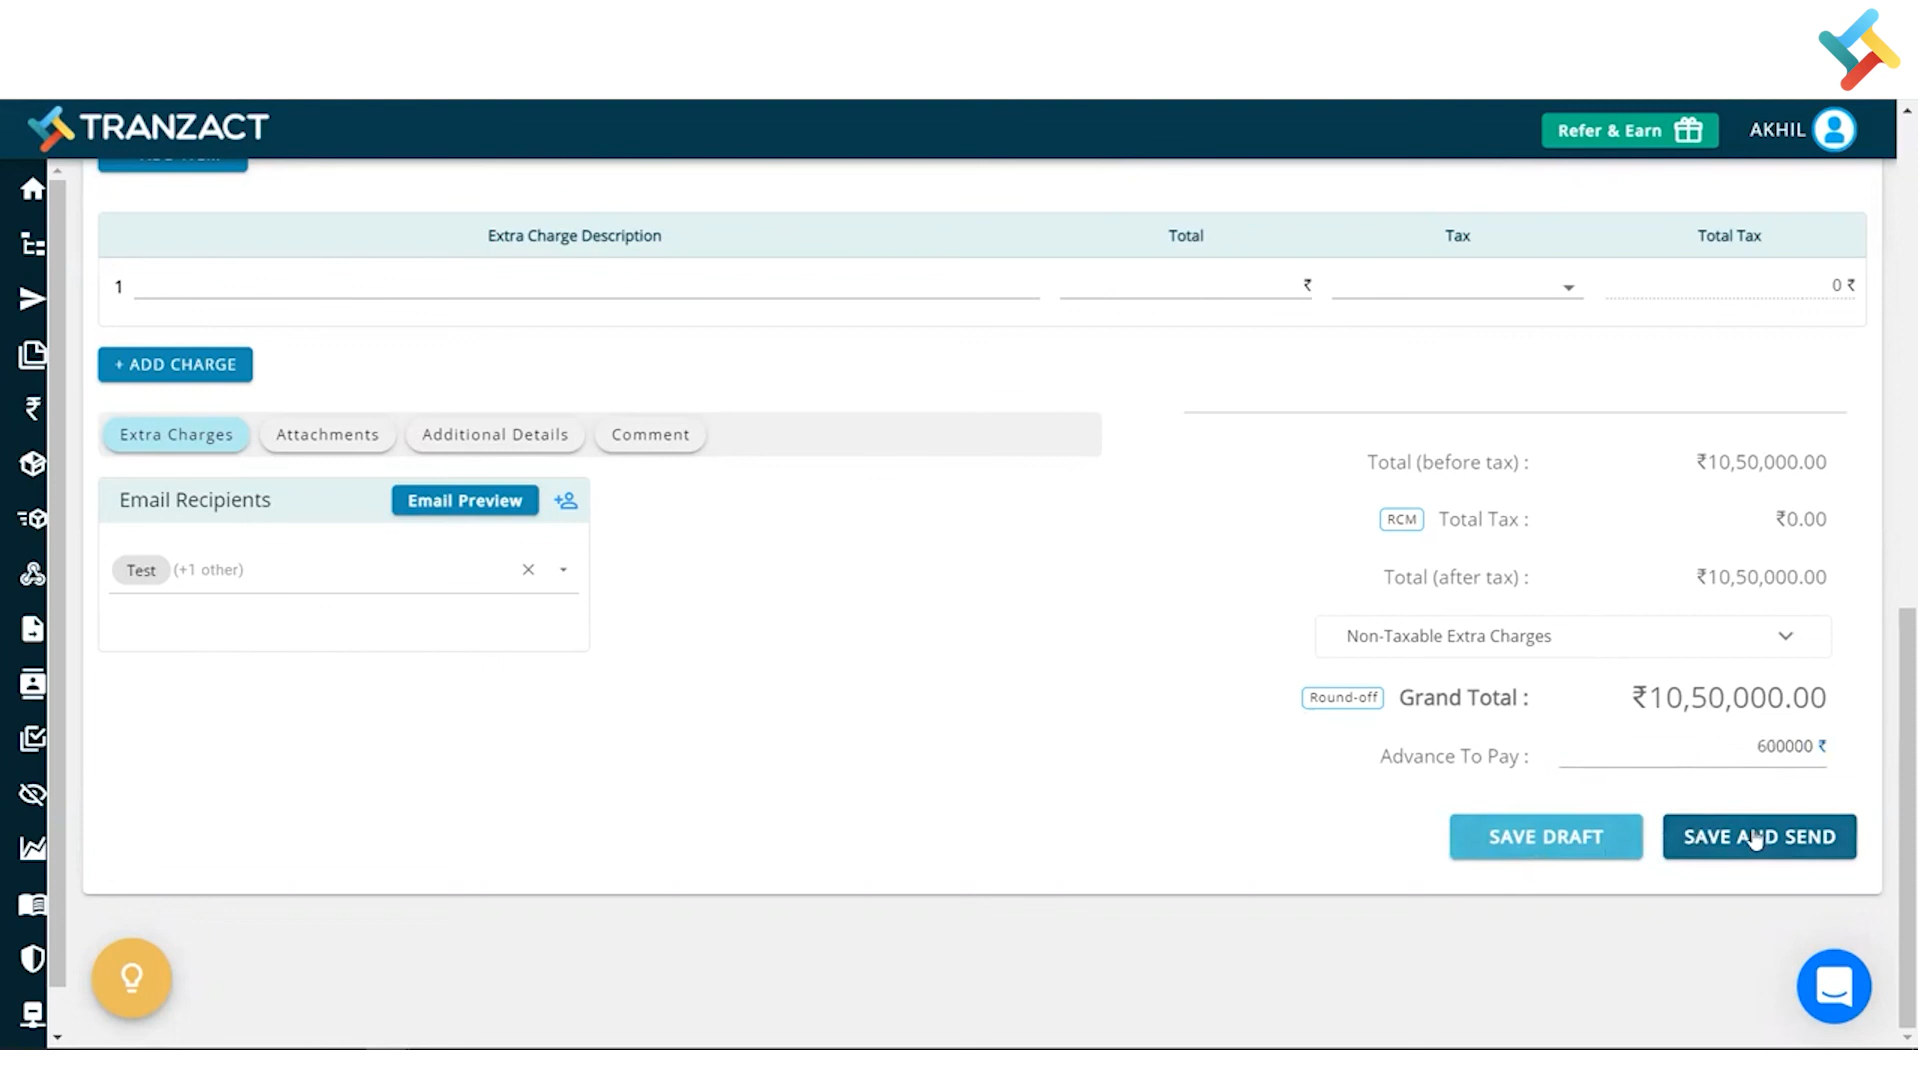 TRANZACT
Refer & Earn
AKHIL
Extra Charge Description Total Tax Total Tax
1 ₹ 0 ₹
+ ADD CHARGE
Extra Charges Attachments Additional Details Comment
Email Recipients Email Preview
Test (+1 other)
Total (before tax) : ₹10,50,000.00
RCM Total Tax : ₹0.00
Total (after tax) : ₹10,50,000.00
Non-Taxable Extra Charges
Round-off Grand Total : ₹10,50,000.00
Advance To Pay : 600000 ₹
SAVE DRAFT SAVE AND SEND